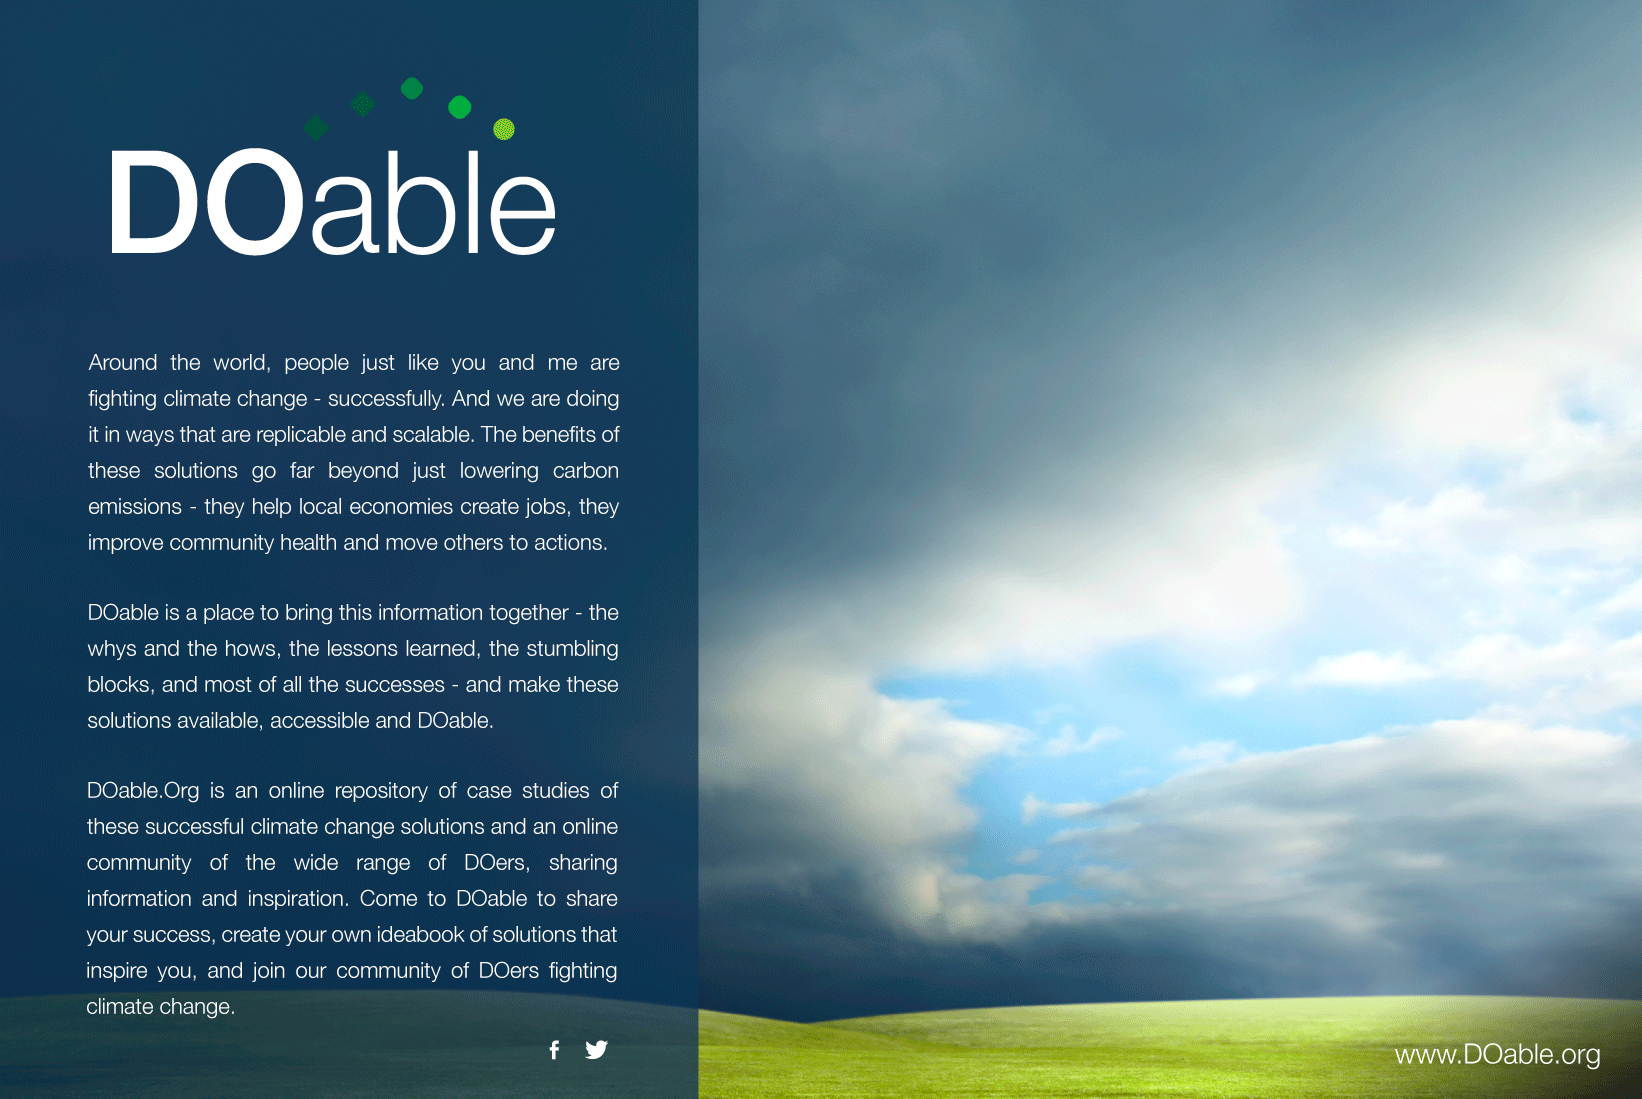 DOable
Around the world, people just like you and me are
fighting climate change - successfully. And we are doing
it in ways that are replicable and scalable. The benefits of
these solutions go far beyond just lowering carbon
emissions - they help local economies create jobs, they
improve community health and move others to actions.
DOable is a place to bring this information together - the
whys and the hows, the lessons learned, the stumbling
blocks, and most of all the successes - and make these
solutions available, accessible and DOable.
DOable.Org is an online repository of case studies of
these successful climate change solutions and an online
community of the wide range of DOers, sharing
information and inspiration. Come to DOable to share
your success, create your own ideabook of solutions that
inspire you, and join our community of DOers fighting
climate change.
www.DOable.org